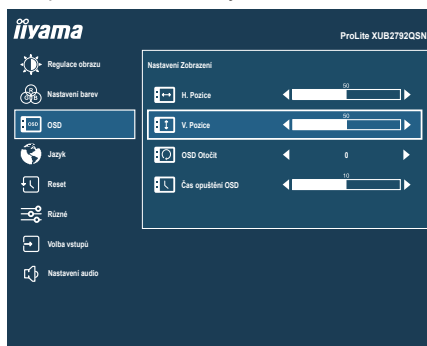 iiyama
ProLite XUB2792QSN
Regulace obrazu
Nastavení barev
OSD
Jazyk
Reset
Různé
Volba vstupů
Nastavení audio
Nastavení Zobrazení
H. Pozice
50
V. Pozice
50
OSD Otočit
0
Čas opuštění OSD
10